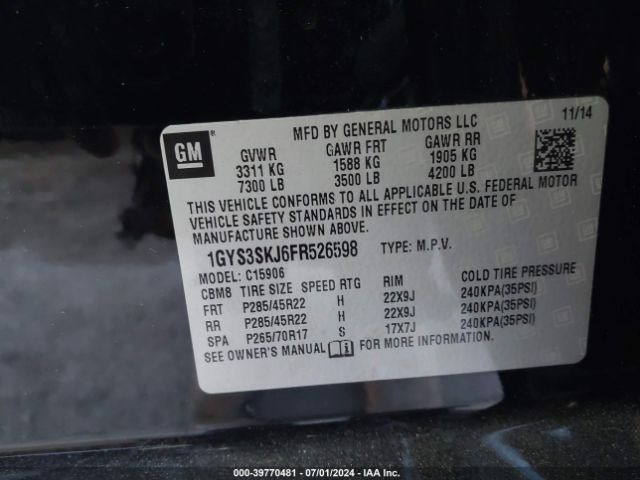 11/14
MFD BY GENERAL MOTORS LLC
GM®
GVWR GAWR FRT GAWR RR
3311 KG 1588 KG 1905 KG
7300 LB 3500 LB 4200 LB
THIS VEHICLE CONFORMS TO ALL APPLICABLE U.S. FEDERAL MOTOR
VEHICLE SAFETY STANDARDS IN EFFECT ON THE DATE OF
MANUFACTURE SHOWN ABOVE.
1GYS3SKJ6FR526598 TYPE: M.P.V.
MODEL: C15906
CBM8 TIRE SIZE SPEED RTG RIM COLD TIRE PRESSURE
FRT P285/45R22 H 22X9J 240KPA(35PSI)
RR P285/45R22 H 22X9J 240KPA(35PSI)
SPA P265/70R17 S 17X7J 240KPA(35PSI)
SEE OWNER'S MANUAL FOR MORE INFORMATION.
000-39770481 - 07/01/2024 - IAA Inc.